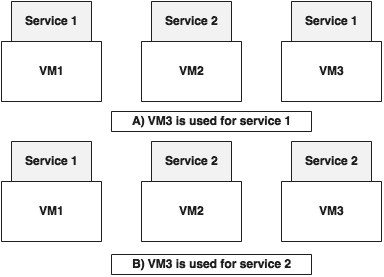 Service 1 Service 2 Service 1
VM1 VM2 VM3
A) VM3 is used for service 1
Service 1 Service 2 Service 2
VM1 VM2 VM3
B) VM3 is used for service 2